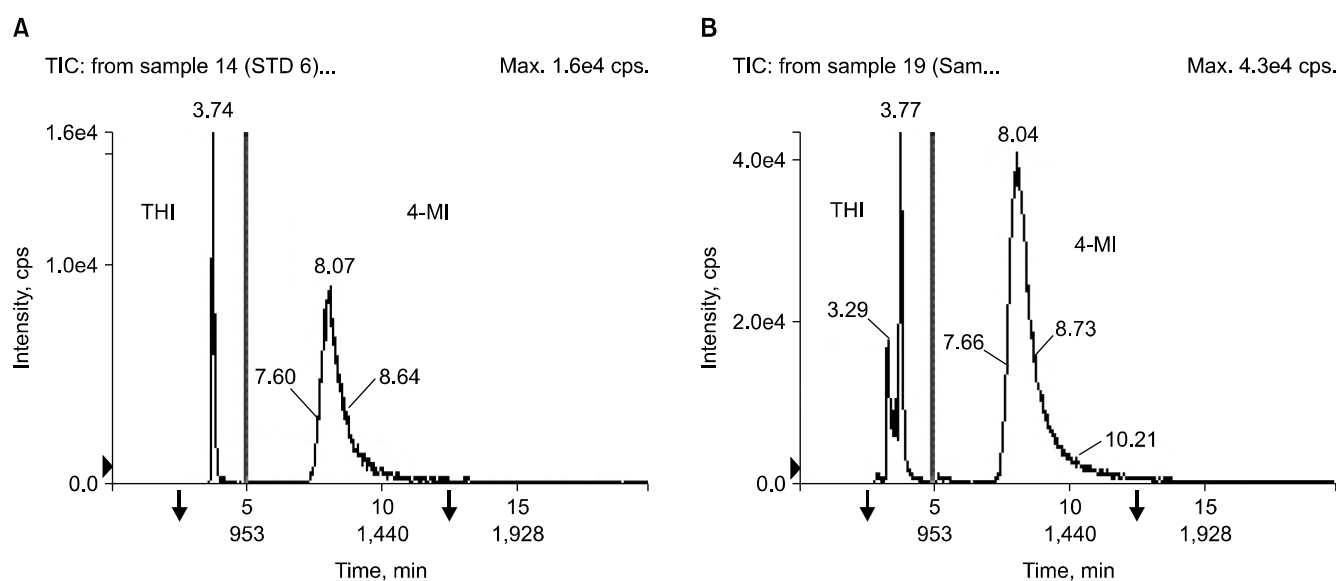 A
TIC: from sample 14 (STD 6)... Max. 1.6e4 cps.
3.74
1.6e4
THI 4-MI
1.0e4
8.07
7.60 8.64
0.0
5 10 15
953 1,440 1,928
Time, min
Intensity, cps
B
TIC: from sample 19 (Sam... Max. 4.3e4 cps.
3.77 8.04
4.0e4
THI
4-MI
3.29
2.0e4
7.66 8.73
10.21
0.0
5 10 15
953 1,440 1,928
Time, min
Intensity, cps